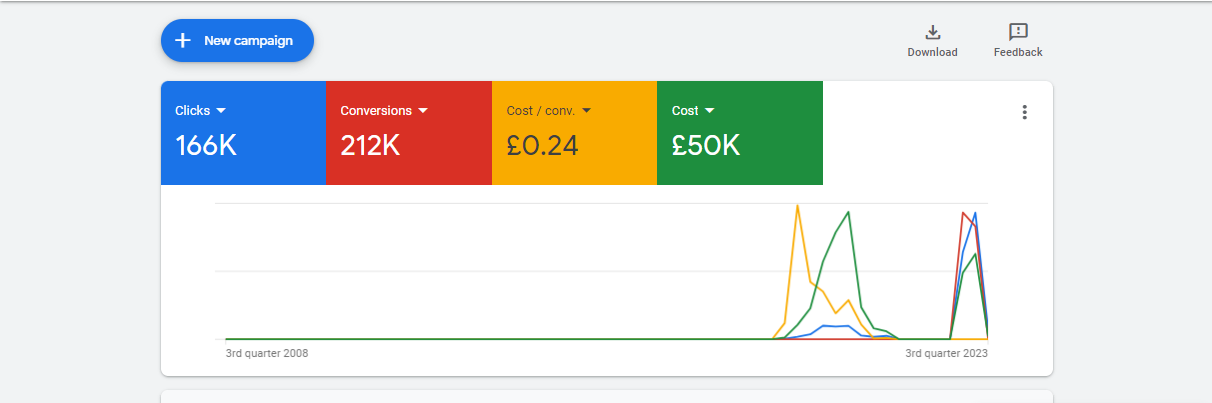 New campaign
Download
Feedback
Clicks
Conversions
Cost / conv.
Cost
166K
212K
£0.24
£50K
3rd quarter 2008
3rd quarter 2023